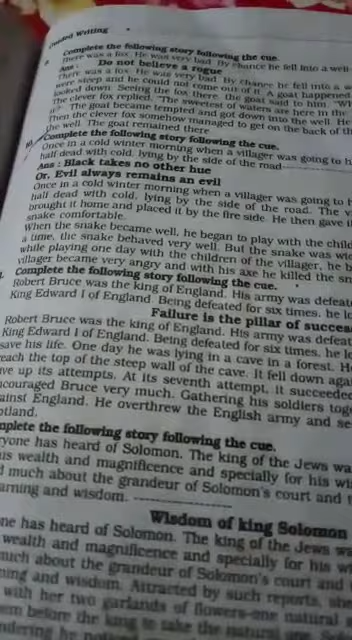 Guided Writing
Complete the following story following the cue.
There was a fox. He was very bad. By chance he fell into a well
Ans : Do not believe a rogue
There was a fox. He was very bad. By chance he fell into a
were steep and he could not come out of it. A goat happened
looked down. Seeing the fox there, the goat said to him, "W
The clever fox replied, "The sweetest of waters are here in the
it? The goat became tempted and got down into the well. He
Then the clever fox somehow managed to get on the back of th
the well. The goat remained there.
Complete the following story following the cue.
Once in a cold winter morning when a villager was going to h
half dead with cold, lying by the side of the road
Ans : Black takes no other hue
Or, Evil always remains an evil
Once in a cold winter morning when a villager was going to h
half dead with cold, lying by the side of the road. The v
brought it home and placed it by the fire side. He then gave i
snake comfortable.
When the snake became well, he began to play with the child
a time, the snake behaved very well. But the snake was wic
while playing one day with the children of the villager, he b
villager became very angry and with his axe he killed the sn
Complete the following story following the cue.
Robert Bruce was the king of England. His army was defeat
King Edward I of England. Being defeated for six times, he lo
Failure is the pillar of succes
Robert Bruce was the king of England. His army was defeat
King Edward I of England. Being defeated for six times, he lo
save his life. One day he was lying in a cave in a forest. H
each the top of the steep wall of the cave. It fell down aga
ve up its attempts. At its seventh attempt, it succeede
couraged Bruce very much. Gathering his soldiers tog
ainst England. He overthrew the English army and se
otland.
mplete the following story following the cue.
ryone has heard of Solomon. The king of the Jews wa
is wealth and magnificence and specially for his wi
d much about the grandeur of Solomon's court and
arning and wisdom.
Wisdom of king Solomon
ne has heard of Solomon. The king of the Jews wa
wealth and magnificence and specially for his w
much about the grandeur of Solomon's court and
ning and wisdom. Attracted by such reports, she
with her two garlands of flowers-one natural
em before the king to take the natural
ndering he